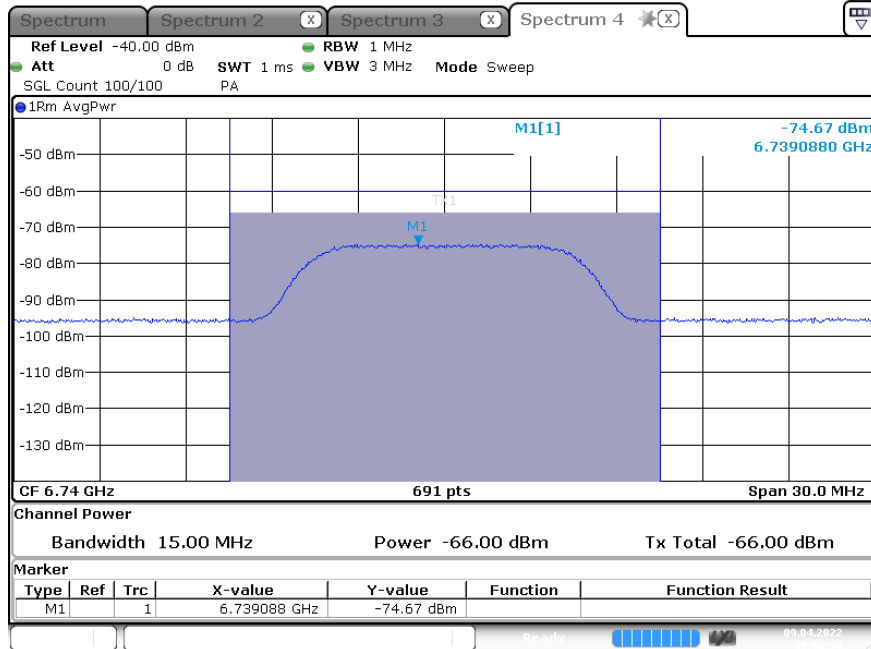 Spectrum Spectrum 2 X Spectrum 3 X Spectrum 4 X
Ref Level -40.00 dBm RBW 1 MHz
Att 0 dB SWT 1 ms VBW 3 MHz Mode Sweep
SGL Count 100/100 PA
1Rm AvgPwr
M1[1] -74.67 dBm
6.7390880 GHz
-50 dBm
-60 dBm
TX1
-70 dBm
M1
-80 dBm
-90 dBm
-100 dBm
-110 dBm
-120 dBm
-130 dBm
CF 6.74 GHz 691 pts Span 30.0 MHz
Channel Power
Bandwidth 15.00 MHz Power -66.00 dBm Tx Total -66.00 dBm
Marker
Type Ref Trc X-value Y-value Function Function Result
M1 1 6.739088 GHz -74.67 dBm
Ready 09.04.2022